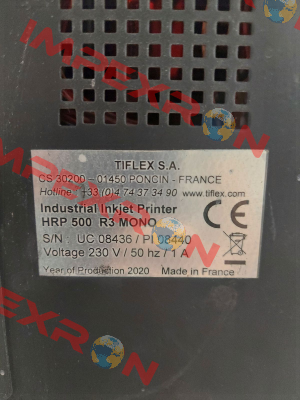 TIFLEX S.A.
CS 30200 – 01450 PONCIN - FRANCE
Hotline : +33(0)4 74 37 34 90 www.tiflex.com
Industrial Inkjet Printer
HRP 500 R3 MONO
S/N UC 08436 / PI 08440
Voltage 230 V / 50 hz / 1 A
Year of Production 2020 Made in France
CE
IMPEXRON